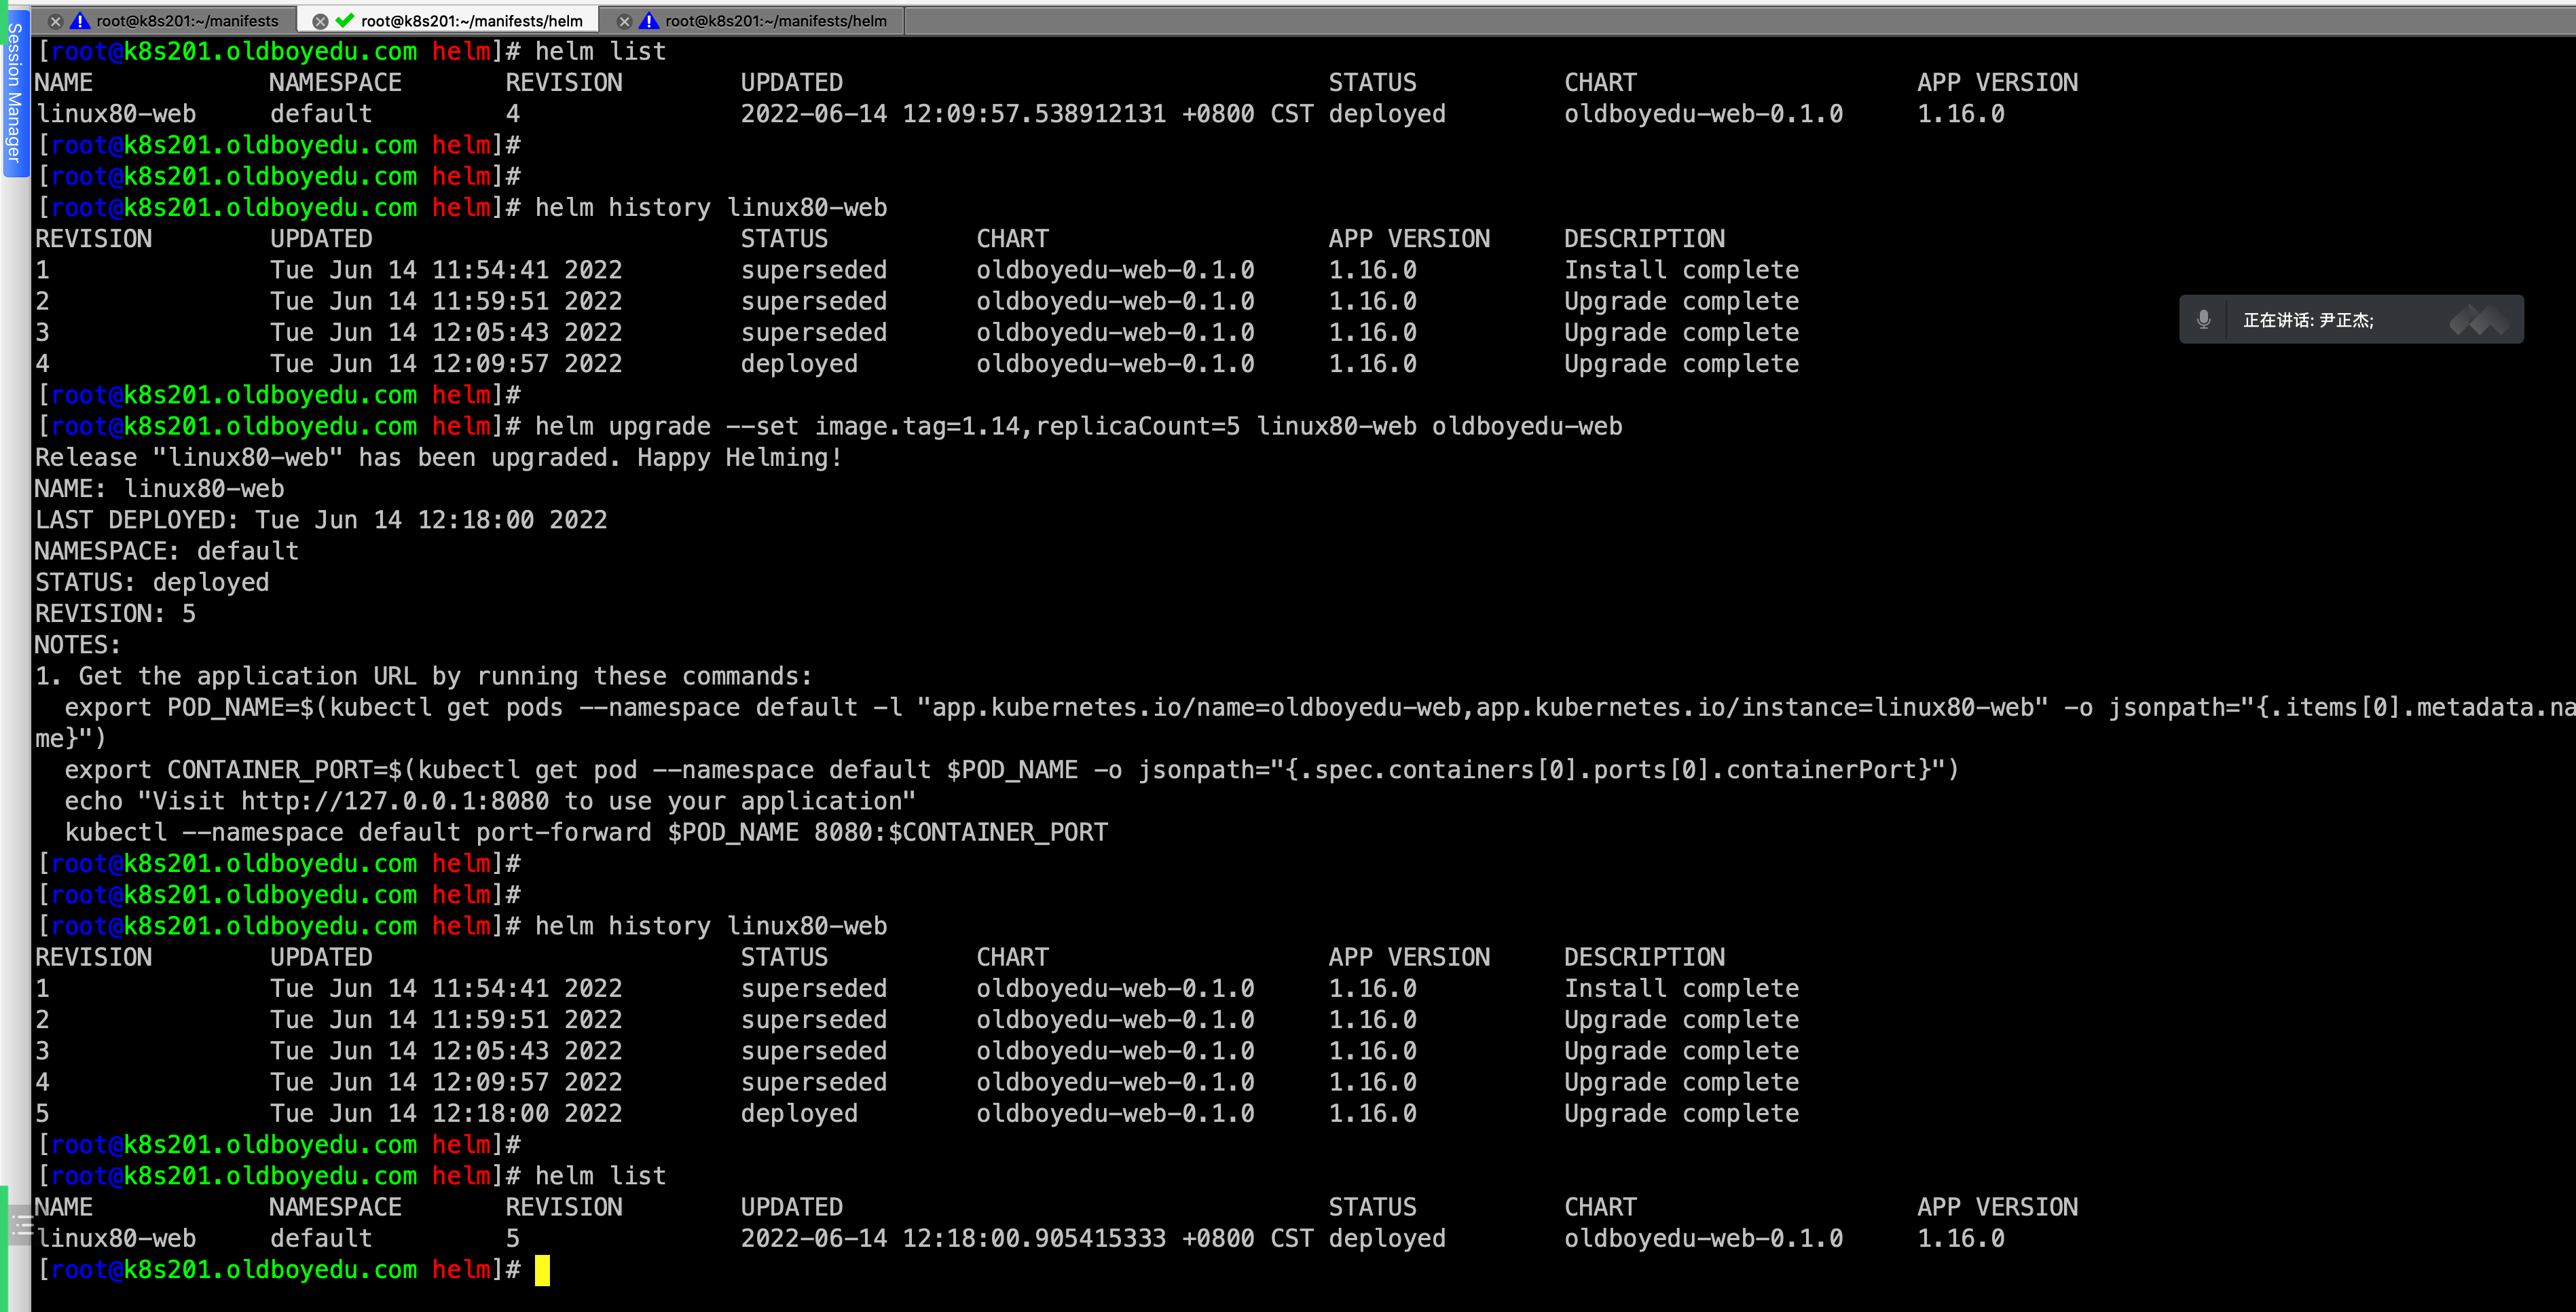 root@k8s201:~/manifests root@k8s201:~/manifests/helm root@k8s201:~/manifests/helm
Session Manager
[root@k8s201.oldboyedu.com helm]# helm list
NAME NAMESPACE REVISION UPDATED STATUS CHART APP VERSION
linux80-web default 4 2022-06-14 12:09:57.538912131 +0800 CST deployed oldboyedu-web-0.1.0 1.16.0
[root@k8s201.oldboyedu.com helm]#
[root@k8s201.oldboyedu.com helm]#
[root@k8s201.oldboyedu.com helm]# helm history linux80-web
REVISION UPDATED STATUS CHART APP VERSION DESCRIPTION
1 Tue Jun 14 11:54:41 2022 superseded oldboyedu-web-0.1.0 1.16.0 Install complete
2 Tue Jun 14 11:59:51 2022 superseded oldboyedu-web-0.1.0 1.16.0 Upgrade complete
3 Tue Jun 14 12:05:43 2022 superseded oldboyedu-web-0.1.0 1.16.0 Upgrade complete
4 Tue Jun 14 12:09:57 2022 deployed oldboyedu-web-0.1.0 1.16.0 Upgrade complete
正在讲话: 尹正杰;
[root@k8s201.oldboyedu.com helm]#
[root@k8s201.oldboyedu.com helm]# helm upgrade --set image.tag=1.14,replicaCount=5 linux80-web oldboyedu-web
Release "linux80-web" has been upgraded. Happy Helming!
NAME: linux80-web
LAST DEPLOYED: Tue Jun 14 12:18:00 2022
NAMESPACE: default
STATUS: deployed
REVISION: 5
NOTES:
1. Get the application URL by running these commands:
  export POD_NAME=$(kubectl get pods --namespace default -l "app.kubernetes.io/name=oldboyedu-web,app.kubernetes.io/instance=linux80-web" -o jsonpath="{.items[0].metadata.na
me}")
  export CONTAINER_PORT=$(kubectl get pod --namespace default $POD_NAME -o jsonpath="{.spec.containers[0].ports[0].containerPort}")
  echo "Visit http://127.0.0.1:8080 to use your application"
  kubectl --namespace default port-forward $POD_NAME 8080:$CONTAINER_PORT
[root@k8s201.oldboyedu.com helm]#
[root@k8s201.oldboyedu.com helm]#
[root@k8s201.oldboyedu.com helm]# helm history linux80-web
REVISION UPDATED STATUS CHART APP VERSION DESCRIPTION
1 Tue Jun 14 11:54:41 2022 superseded oldboyedu-web-0.1.0 1.16.0 Install complete
2 Tue Jun 14 11:59:51 2022 superseded oldboyedu-web-0.1.0 1.16.0 Upgrade complete
3 Tue Jun 14 12:05:43 2022 superseded oldboyedu-web-0.1.0 1.16.0 Upgrade complete
4 Tue Jun 14 12:09:57 2022 superseded oldboyedu-web-0.1.0 1.16.0 Upgrade complete
5 Tue Jun 14 12:18:00 2022 deployed oldboyedu-web-0.1.0 1.16.0 Upgrade complete
[root@k8s201.oldboyedu.com helm]#
[root@k8s201.oldboyedu.com helm]# helm list
NAME NAMESPACE REVISION UPDATED STATUS CHART APP VERSION
linux80-web default 5 2022-06-14 12:18:00.905415333 +0800 CST deployed oldboyedu-web-0.1.0 1.16.0
[root@k8s201.oldboyedu.com helm]#